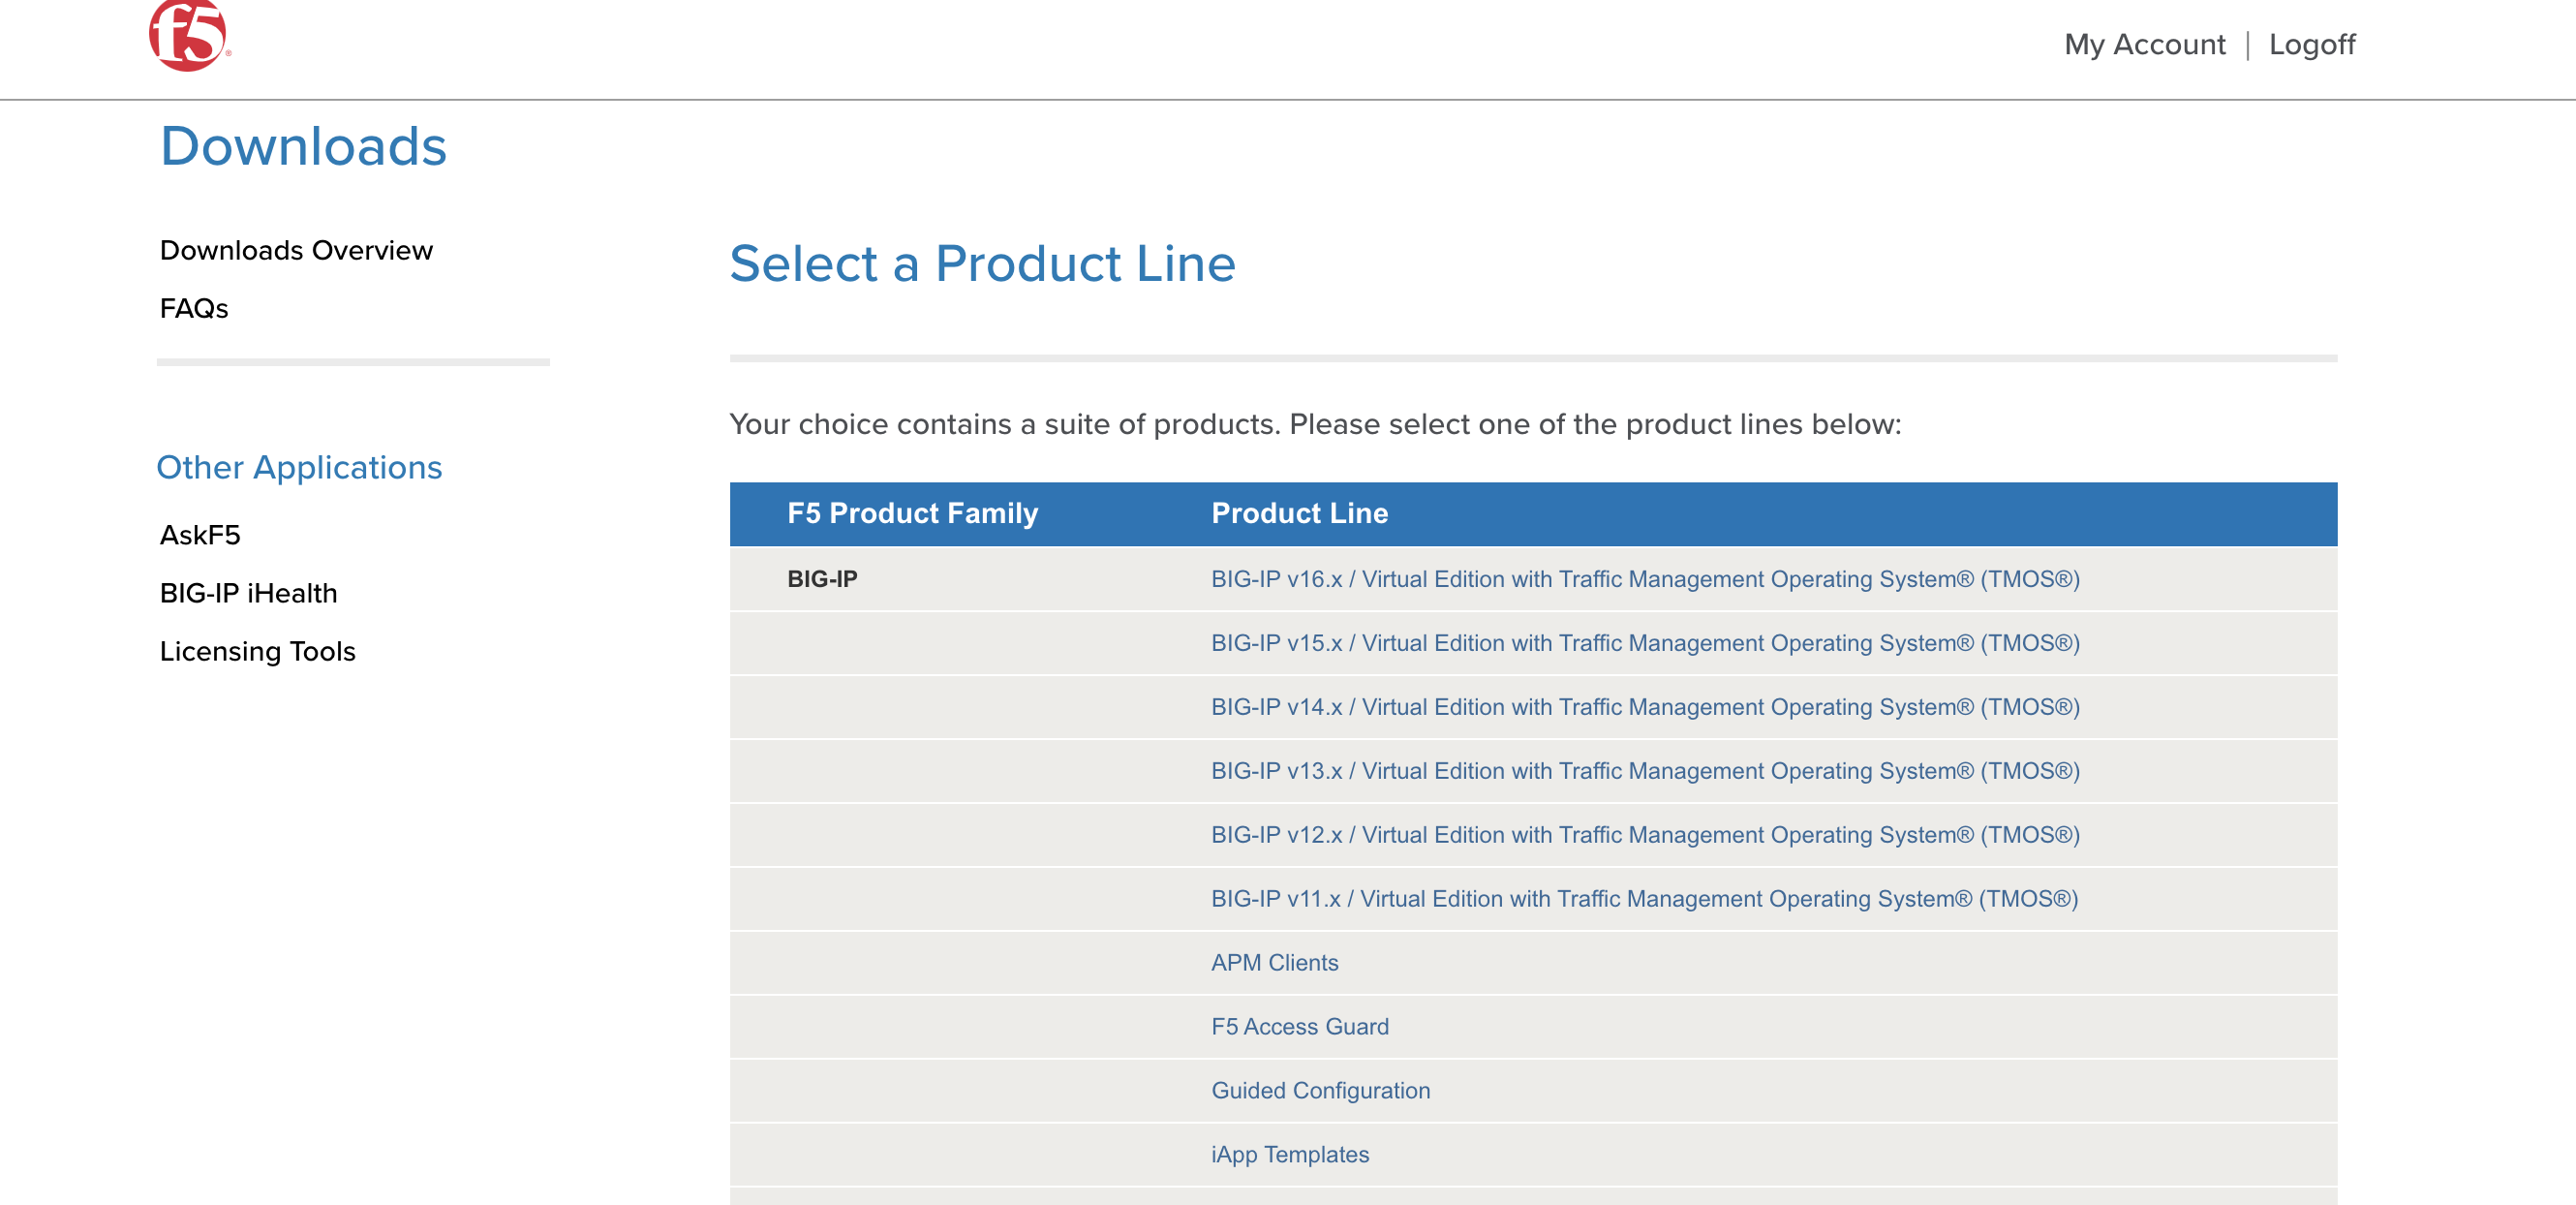 f5
My Account | Logoff
Downloads
Downloads Overview
FAQs
Other Applications
AskF5
BIG-IP iHealth
Licensing Tools
Select a Product Line
Your choice contains a suite of products. Please select one of the product lines below:
F5 Product Family Product Line
BIG-IP BIG-IP v16.x / Virtual Edition with Traffic Management Operating System® (TMOS®)
BIG-IP v15.x / Virtual Edition with Traffic Management Operating System® (TMOS®)
BIG-IP v14.x / Virtual Edition with Traffic Management Operating System® (TMOS®)
BIG-IP v13.x / Virtual Edition with Traffic Management Operating System® (TMOS®)
BIG-IP v12.x / Virtual Edition with Traffic Management Operating System® (TMOS®)
BIG-IP v11.x / Virtual Edition with Traffic Management Operating System® (TMOS®)
APM Clients
F5 Access Guard
Guided Configuration
iApp Templates